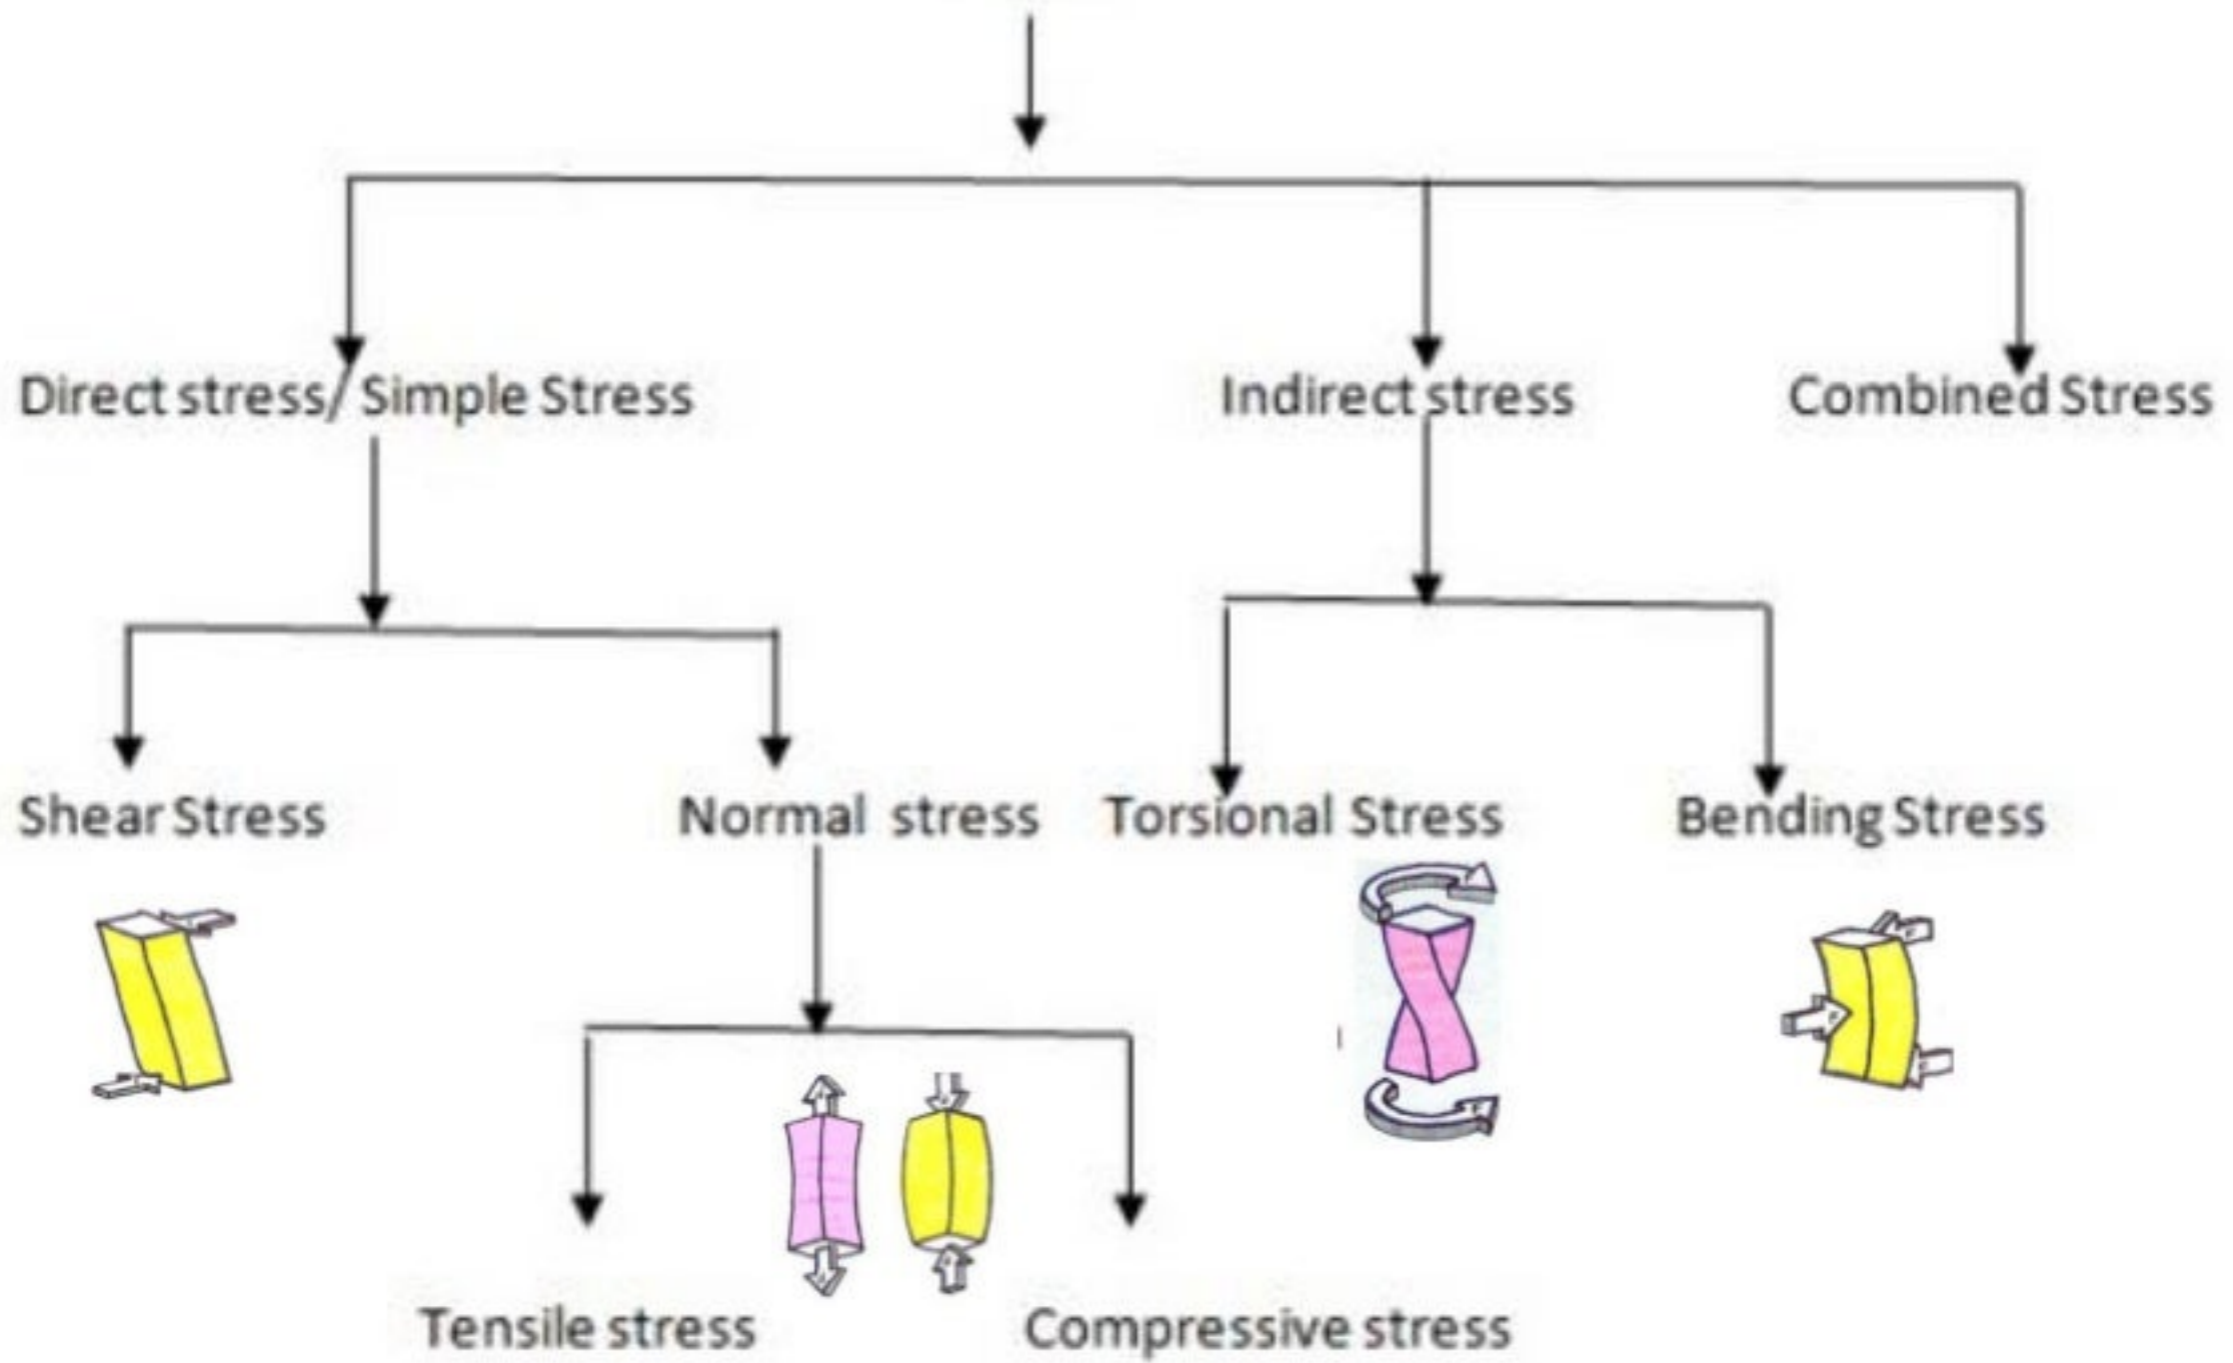 Direct stress/ Simple Stress
Indirect stress
Combined Stress
Shear Stress
Normal stress
Torsional Stress
Bending Stress
Tensile stress
Compressive stress